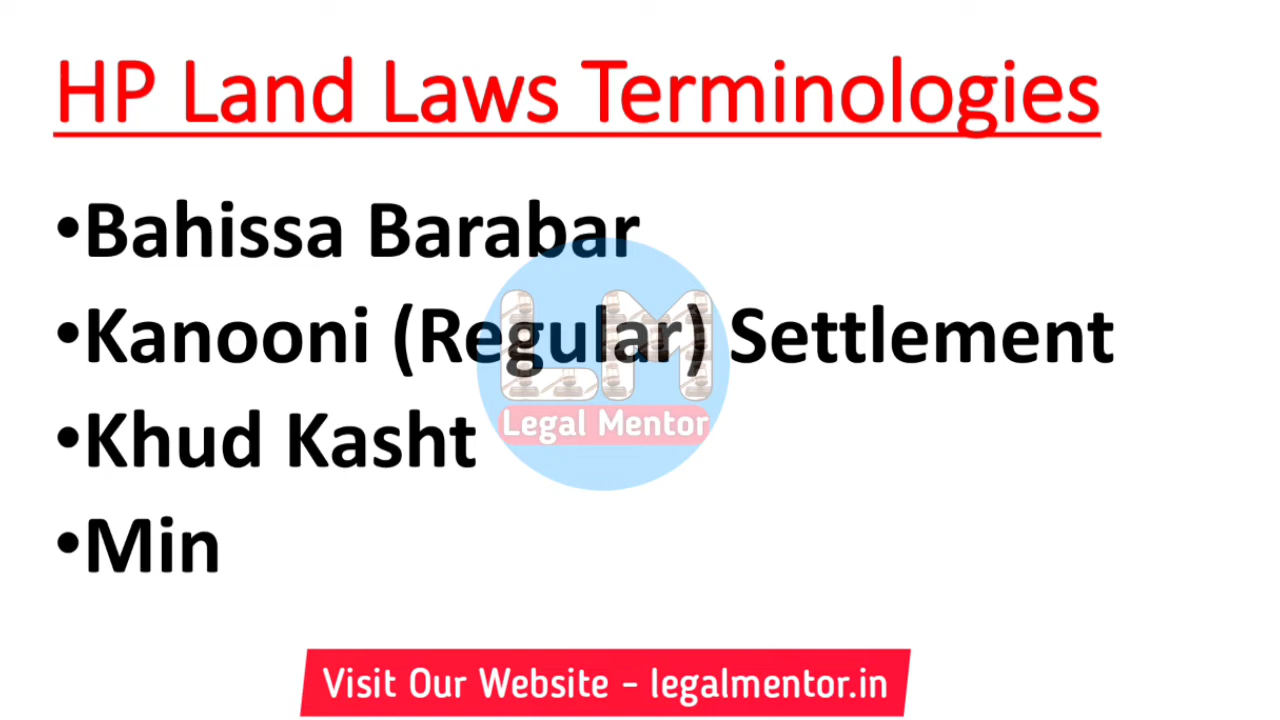 HP Land Laws Terminologies
•Bahissa Barabar
•Kanooni (Regular) Settlement
•Khud Kasht
•Min
LM
Legal Mentor
Visit Our Website - legalmentor.in